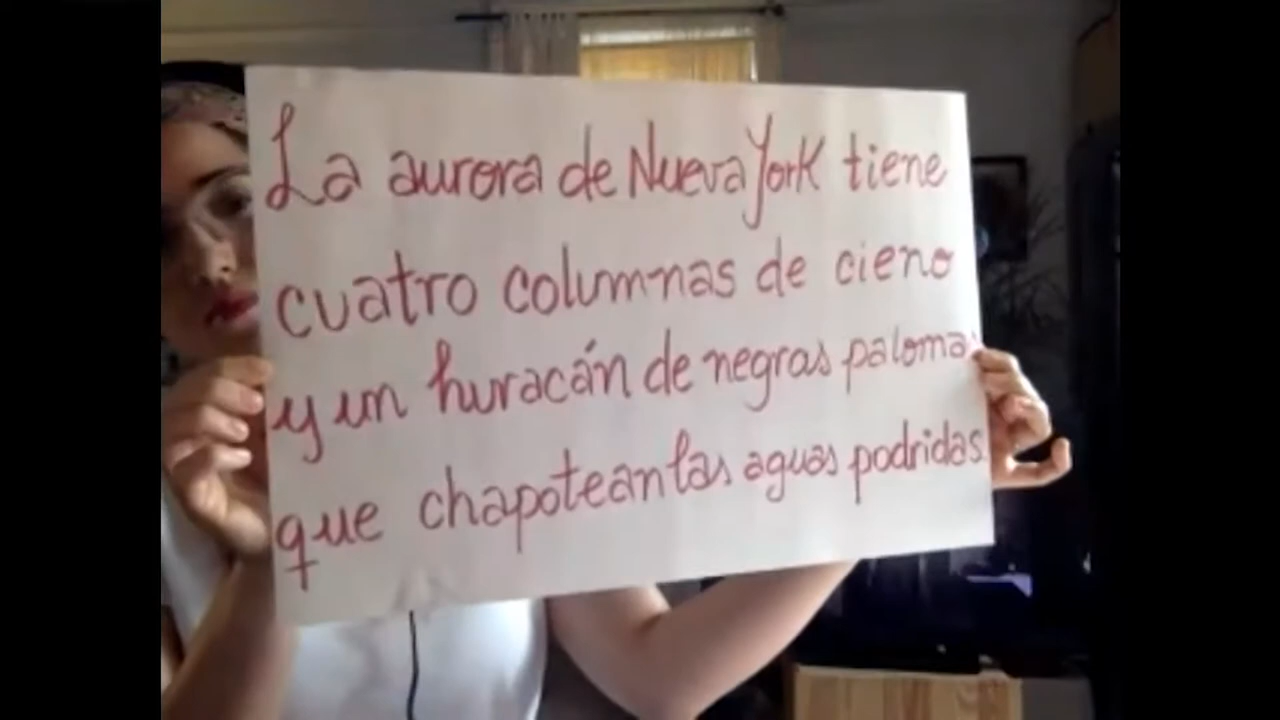 La aurora de Nueva York tiene
cuatro columnas de cieno
y un huracán de negras palomas
que chapotean las aguas podridas.